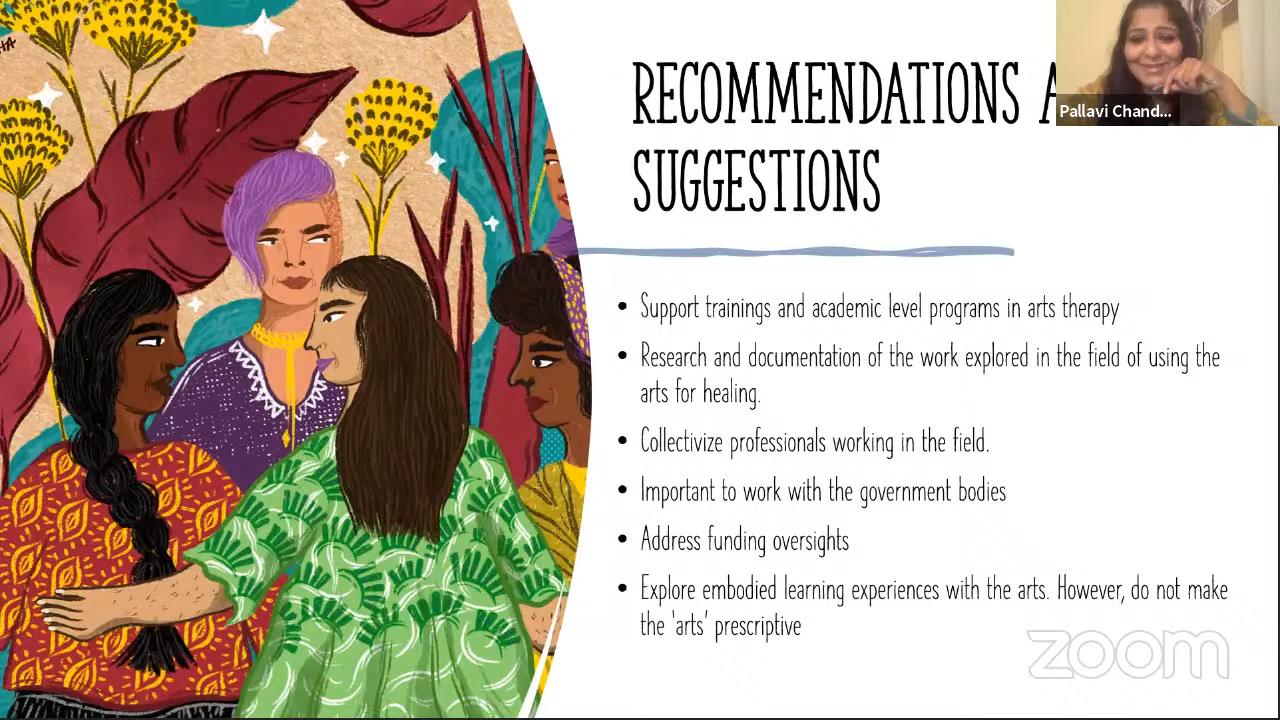 RECOMMENDATIONS A
SUGGESTIONS
Pallavi Chand...
• Support trainings and academic level programs in arts therapy
• Research and documentation of the work explored in the field of using the
arts for healing.
• Collectivize professionals working in the field.
• Important to work with the government bodies
• Address funding oversights
• Explore embodied learning experiences with the arts. However, do not make
the 'arts' prescriptive
zoom